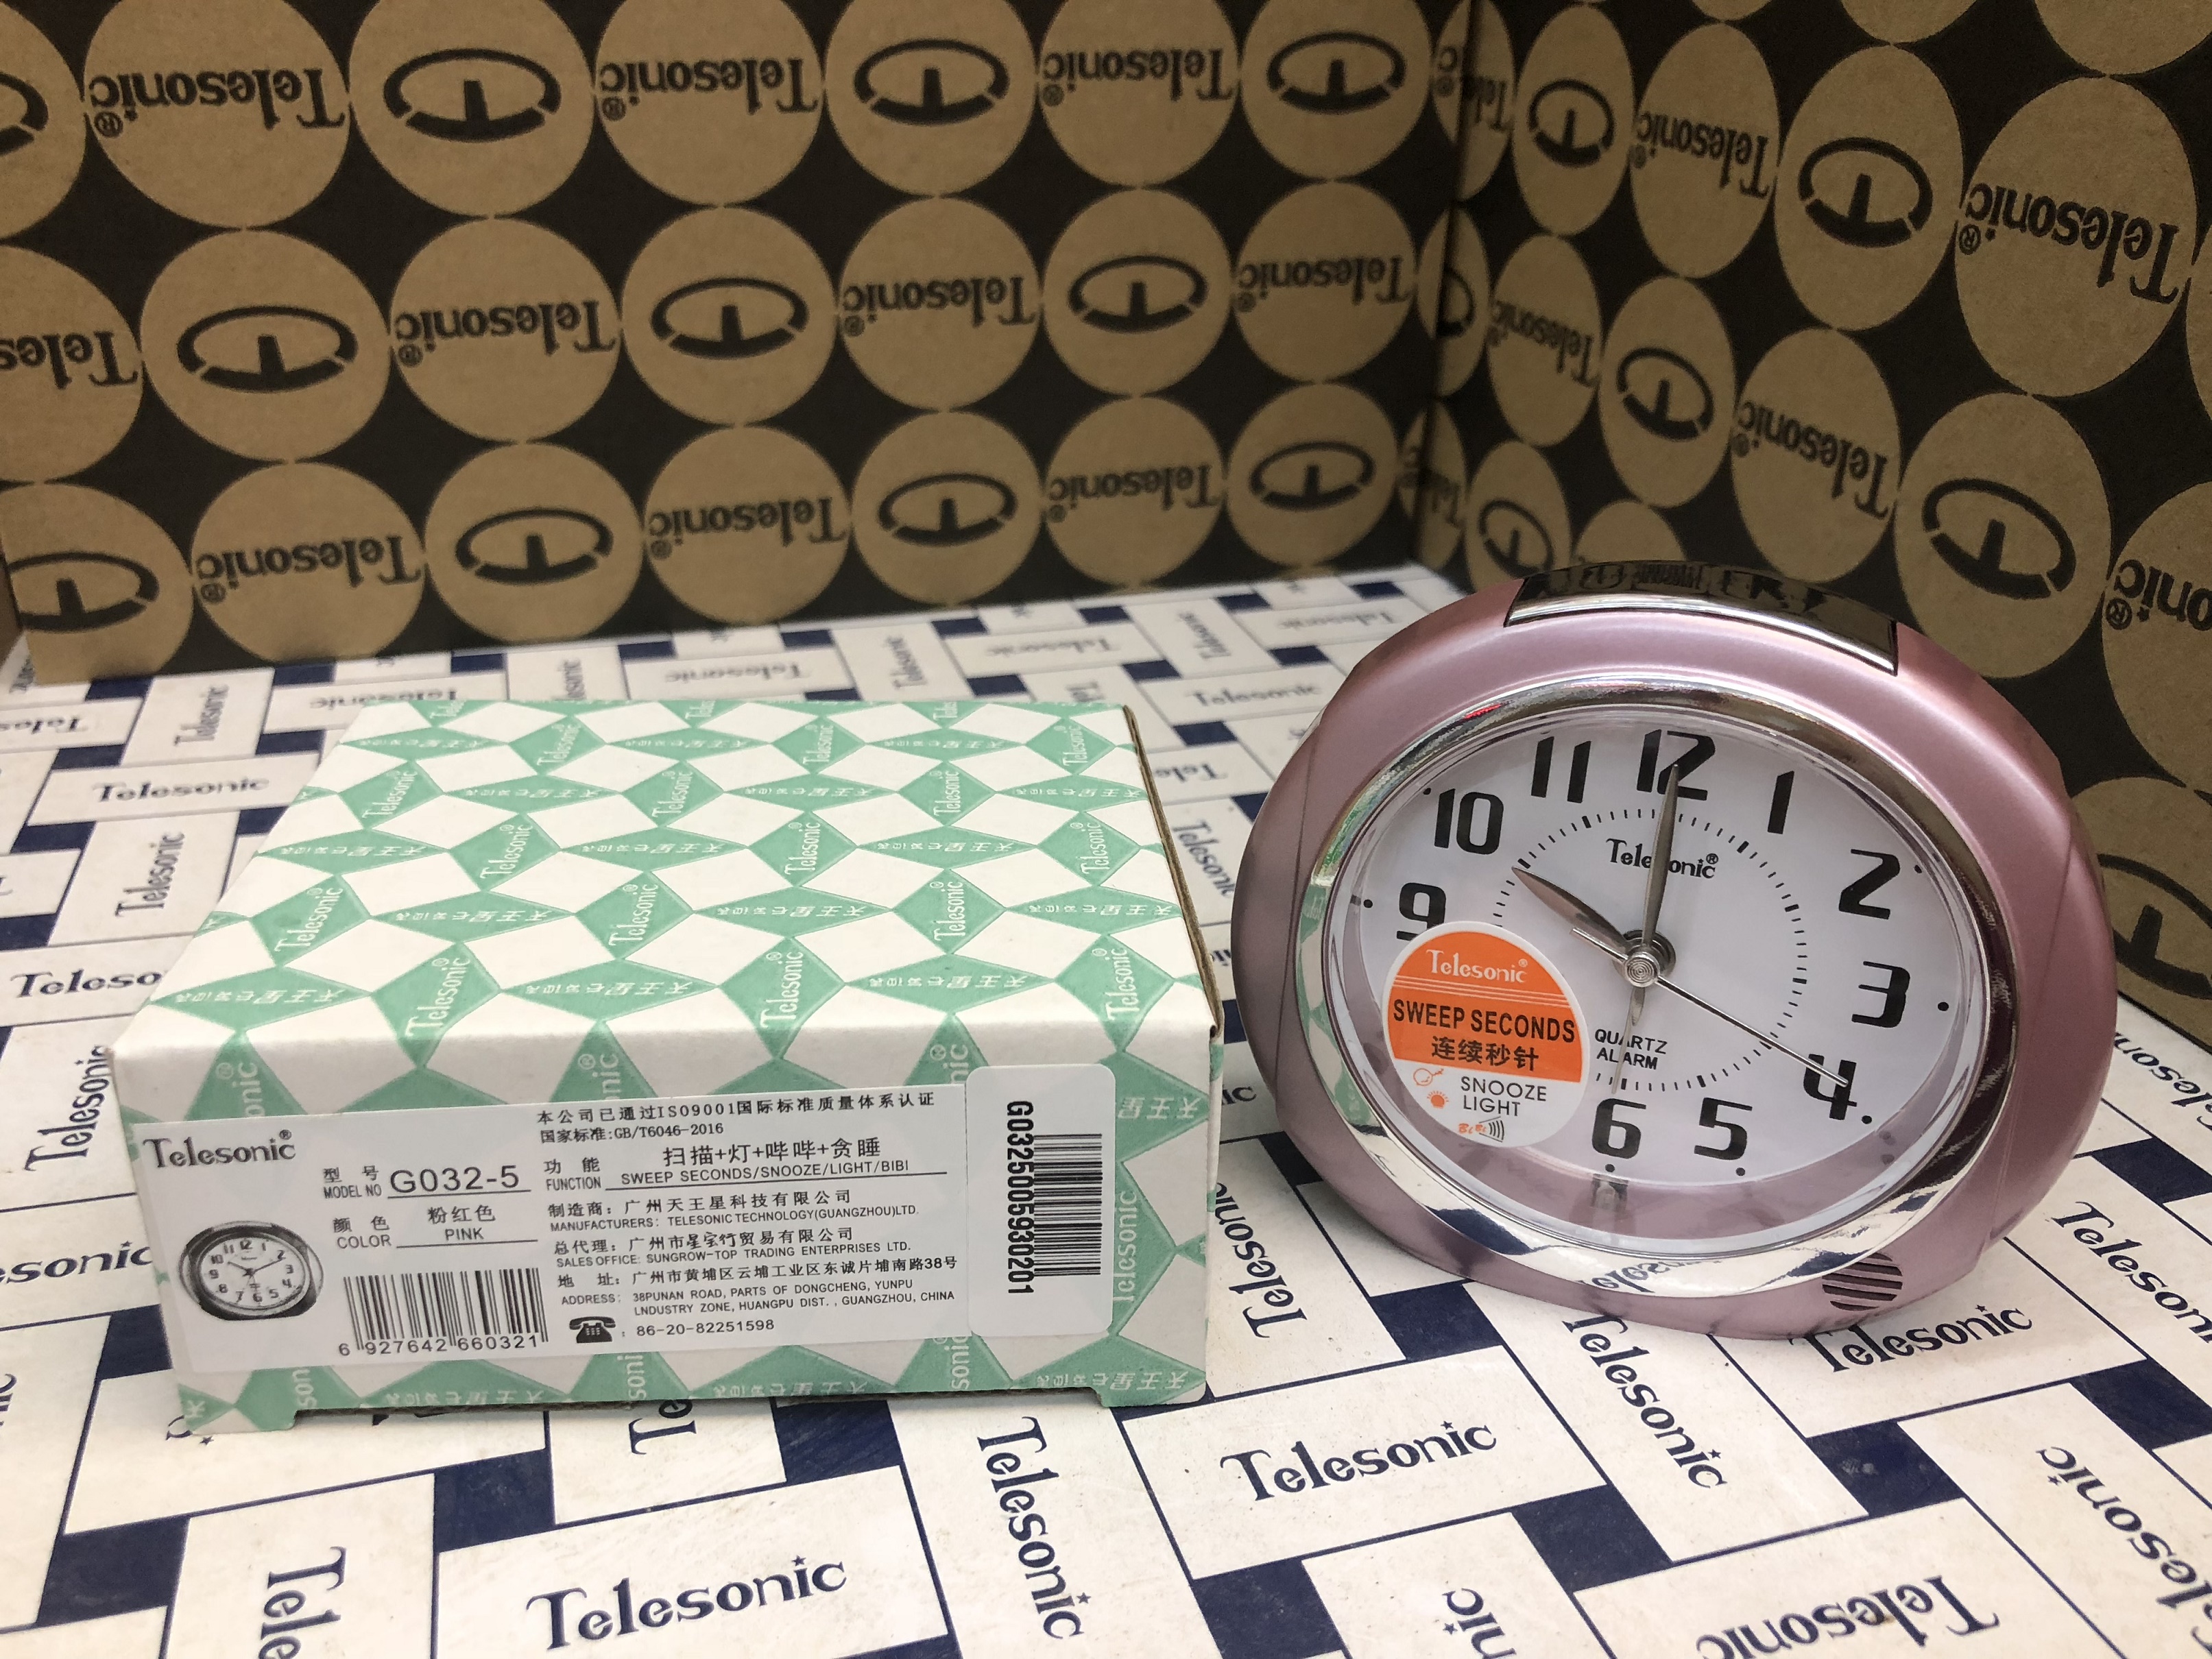 Telesonic®
本公司已通过ISO9001国际标准质量体系认证
国家标准:GB/T6046-2016
型 号
MODEL NO G032-5
功 能
FUNCTION
扫描+灯+哔哔+贪睡
SWEEP SECONDS/SNOOZE/LIGHT/BIBI
颜 色
COLOR
粉红色
PINK
制造商：广州天王星科技有限公司
MANUFACTURERS: TELESONIC TECHNOLOGY(GUANGZHOU)LTD.
总代理：广州市星宝竹贸易有限公司
SALES OFFICE: SUNGROW-TOP TRADING ENTERPRISES LTD.
地 址：广州市黄埔区云埔工业区东诚片埔南路38号
ADDRESS: 38PUNAN ROAD, PARTS OF DONGCHENG, YUNPU
LNDUSTRY ZONE, HUANGPU DIST., GUANGZHOU, CHINA
: 86-20-82251598
6 927642 660321
G0325005930201
12
1
2
3
4
5
6
9
10
11
Telesonic®
QUARTZ
ALARM
Telesonic®
SWEEP SECONDS
连续秒针
SNOOZE
LIGHT
Telesonic
Telesonic
Telesonic
Telesonic
Telesonic
天王星